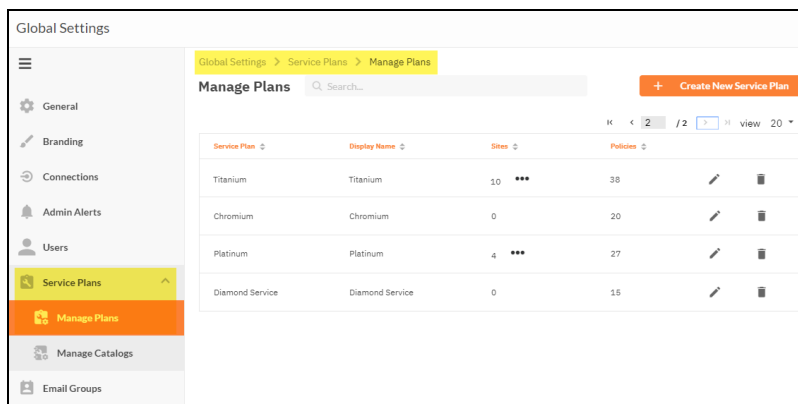 Global Settings
Global Settings > Service Plans > Manage Plans
Manage Plans
Search...
+ Create New Service Plan
2 / 2 view 20
Service Plan Display Name Sites Policies
Titanium Titanium 10 ••• 38
Chromium Chromium 0 20
Platinum Platinum 4 ••• 27
Diamond Service Diamond Service 0 15
General
Branding
Connections
Admin Alerts
Users
Service Plans
Manage Plans
Manage Catalogs
Email Groups